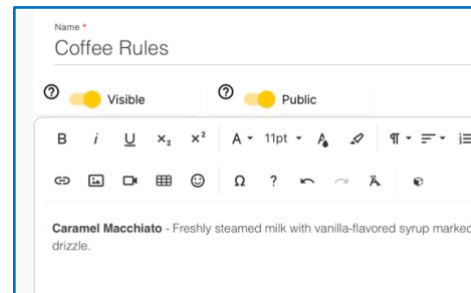 Name *
Coffee Rules
Visible Public
B i U x₂ x² A 11pt A ¶
Ω ?
Caramel Macchiato - Freshly steamed milk with vanilla-flavored syrup marked
drizzle.